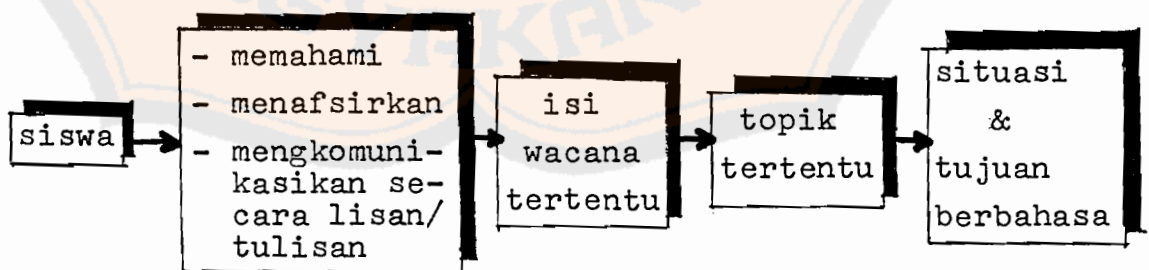 siswa
- memahami
- menafsirkan
- mengkomuni-
kasikan se-
cara lisan/
tulisan
isi
wacana
tertentu
topik
tertentu
situasi
&
tujuan
berbahasa